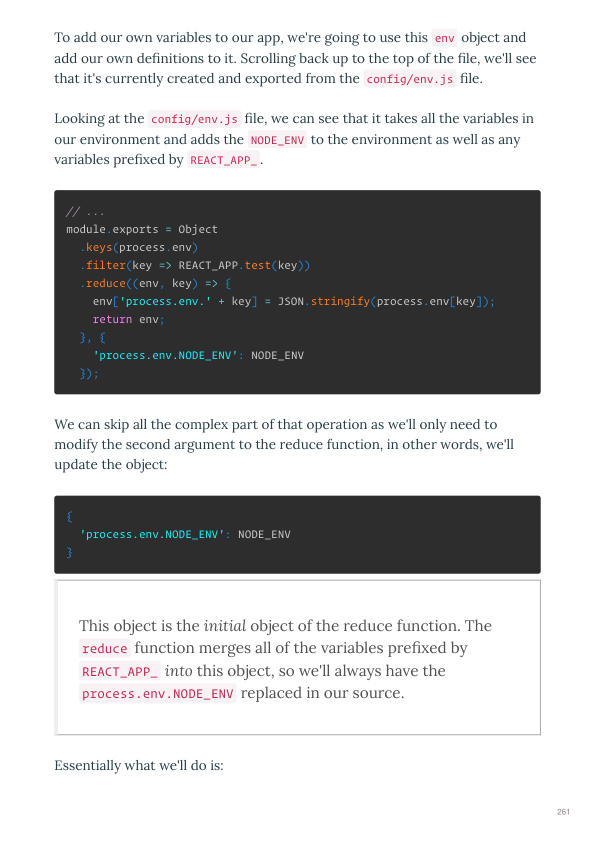 To add our own variables to our app, we're going to use this env object and
add our own definitions to it. Scrolling back up to the top of the file, we'll see
that it's currently created and exported from the config/env.js file.
Looking at the config/env.js file, we can see that it takes all the variables in
our environment and adds the NODE_ENV to the environment as well as any
variables prefixed by REACT_APP_.
// ...
module.exports = Object
  .keys(process.env)
  .filter(key => REACT_APP.test(key))
  .reduce((env, key) => {
    env['process.env.' + key] = JSON.stringify(process.env[key]);
    return env;
  }, {
    'process.env.NODE_ENV': NODE_ENV
  });
We can skip all the complex part of that operation as we'll only need to
modify the second argument to the reduce function, in other words, we'll
update the object:
{
  'process.env.NODE_ENV': NODE_ENV
}
This object is the initial object of the reduce function. The
reduce function merges all of the variables prefixed by
REACT_APP_ into this object, so we'll always have the
process.env.NODE_ENV replaced in our source.
Essentially what we'll do is:
261